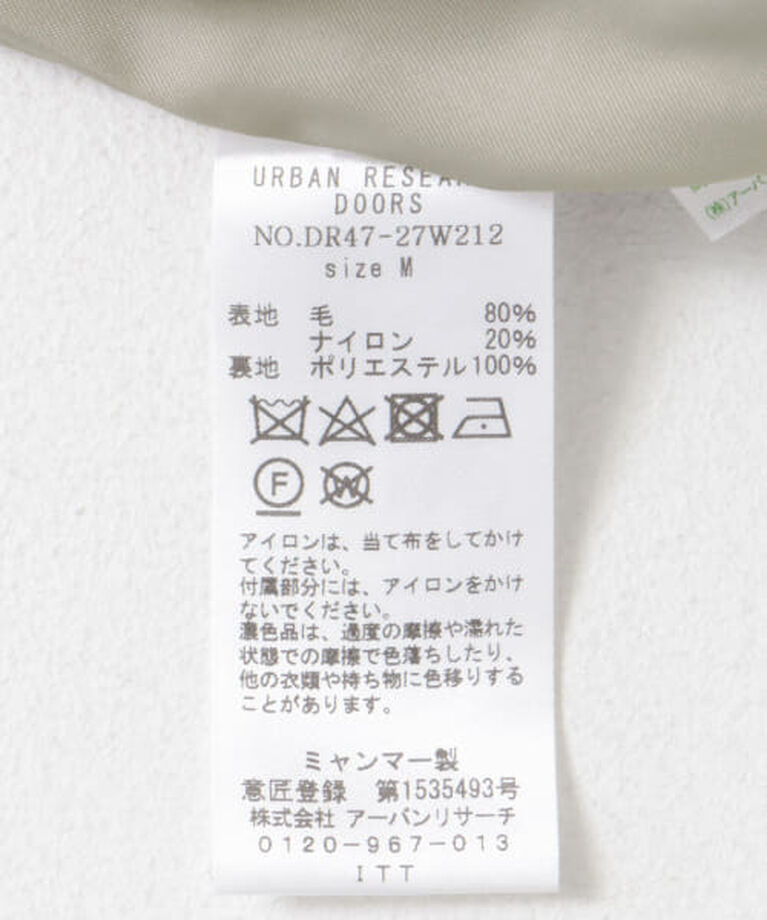 URBAN
DOORS
NO.DR47-27W212
size M
表地 毛 80%
ナイロン 20%
裏地 ポリエステル 100%
F
W
アイロンは、当て布をしてかけ
てください。
付属部分には、アイロンをかけ
ないでください。
濃色品は、過度の摩擦や濡れた
状態での摩擦で色落ちしたり、
他の衣類や持ち物に色移りする
ことがあります。
ミャンマー製
意匠登録 第1535493号
株式会社 アーバンリサーチ
0120-967-013
ITT
(株)アーバ